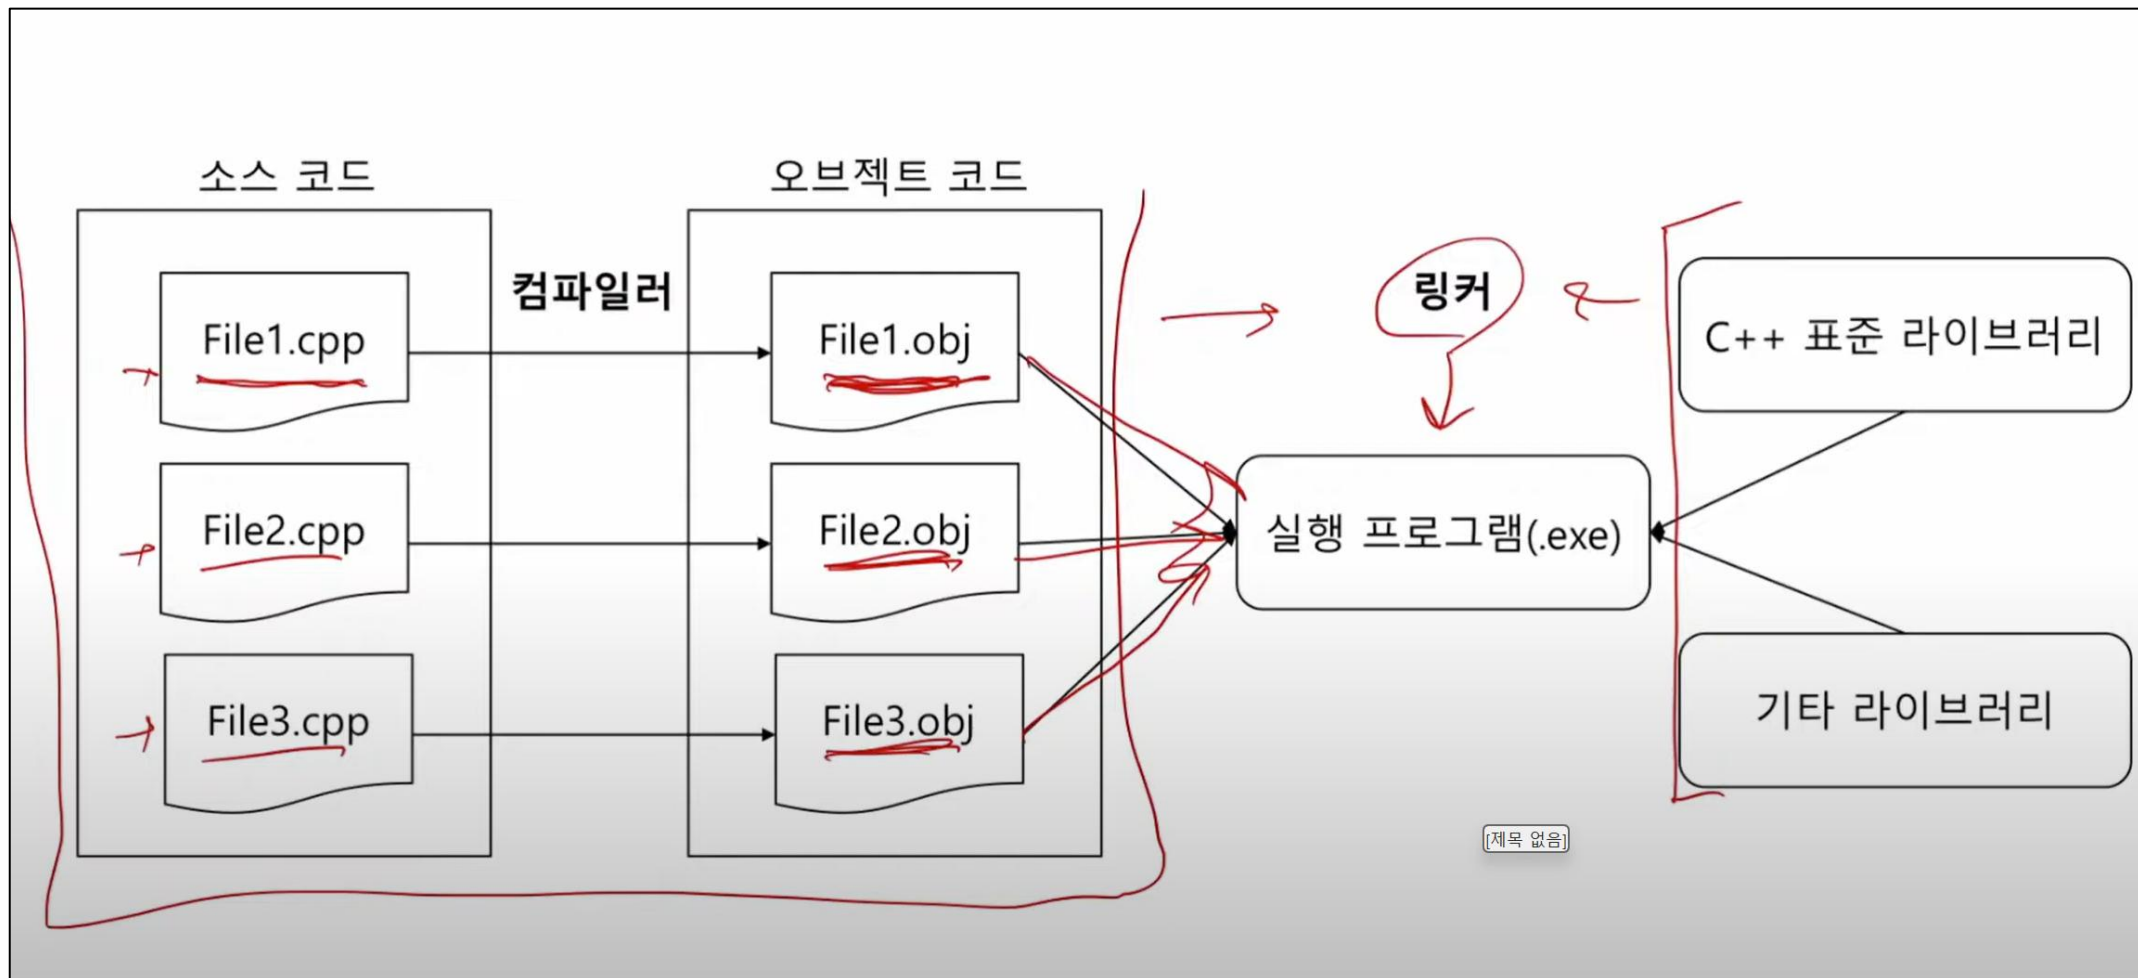 소스 코드
오브젝트 코드
컴파일러
링커
File1.cpp
File1.obj
C++ 표준 라이브러리
File2.cpp
File2.obj
실행 프로그램(.exe)
File3.cpp
File3.obj
기타 라이브러리
[제목 없음]